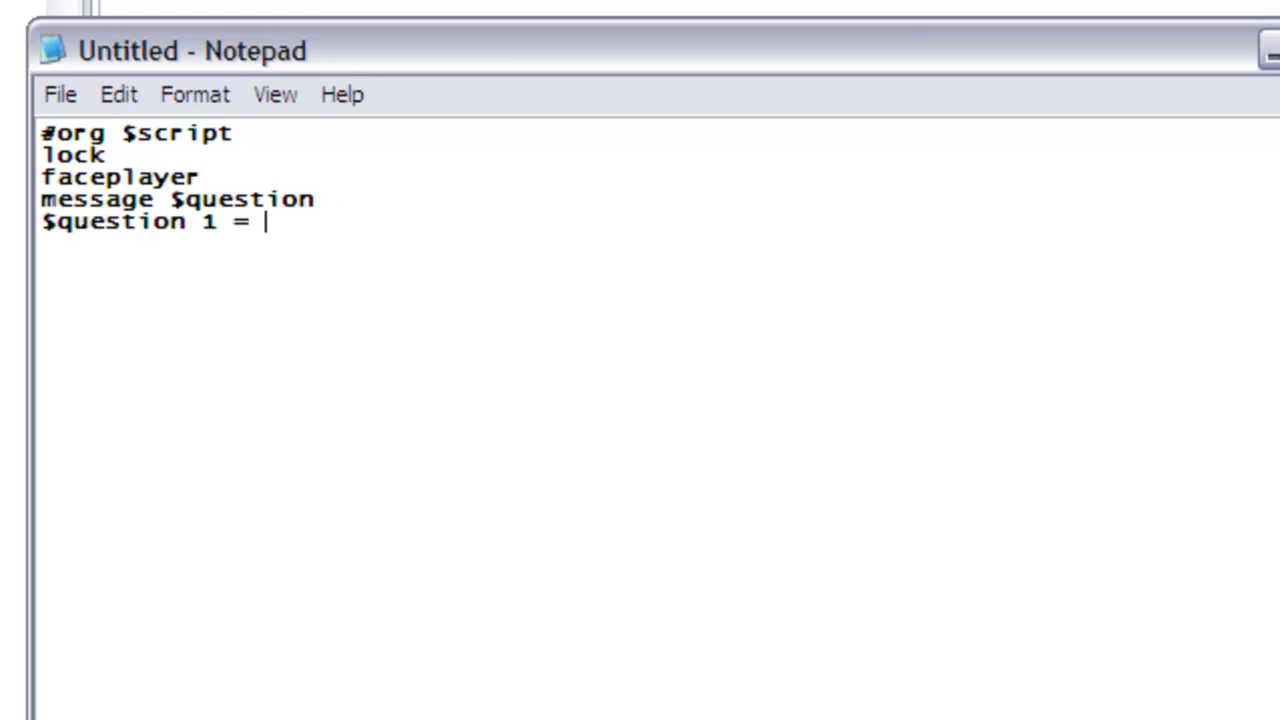 Untitled - Notepad
File Edit Format View Help
#org $script
lock
faceplayer
message $question
$question 1 =